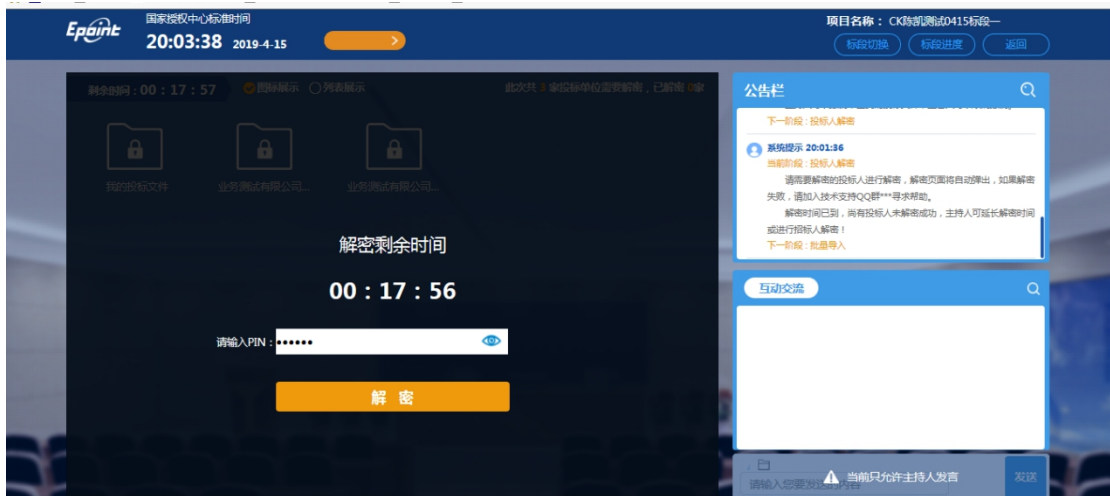 Epoint
国家授权中心标准时间
20:03:38 2019-4-15
>
项目名称： CK陈凯测试0415标段一
标段切换 标段进度 返回
剩余时间：00：17：57 图标展示 列表展示 此次共 3 家投标单位需要解密，已解密 0家
我的投标文件 业务测试有限公司... 业务测试有限公司...
解密剩余时间
00：17：56
请输入PIN：••••••
解 密
公告栏
下一阶段：投标人解密
系统提示 20:01:36
当前阶段：投标人解密
请需要解密的投标人进行解密，解密页面将自动弹出，如果解密
失败，请加入技术支持QQ群***寻求帮助。
解密时间已到，尚有投标人未解密成功，主持人可延长解密时间
或进行招标人解密！
下一阶段：批量导入
互动交流
当前只允许主持人发言
请输入您要发送的内容
发送